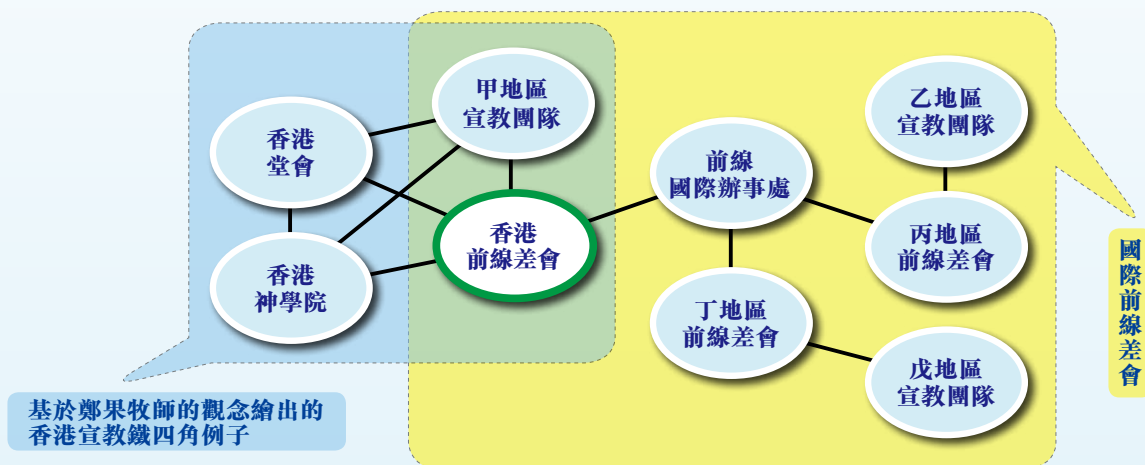 香港
堂會
香港
神學院
甲地區
宣教團隊
香港
前線差會
前線
國際辦事處
丁地區
前線差會
乙地區
宣教團隊
丙地區
前線差會
戊地區
宣教團隊
國際前線差會
基於鄭果牧師的觀念繪出的
香港宣教鐵四角例子